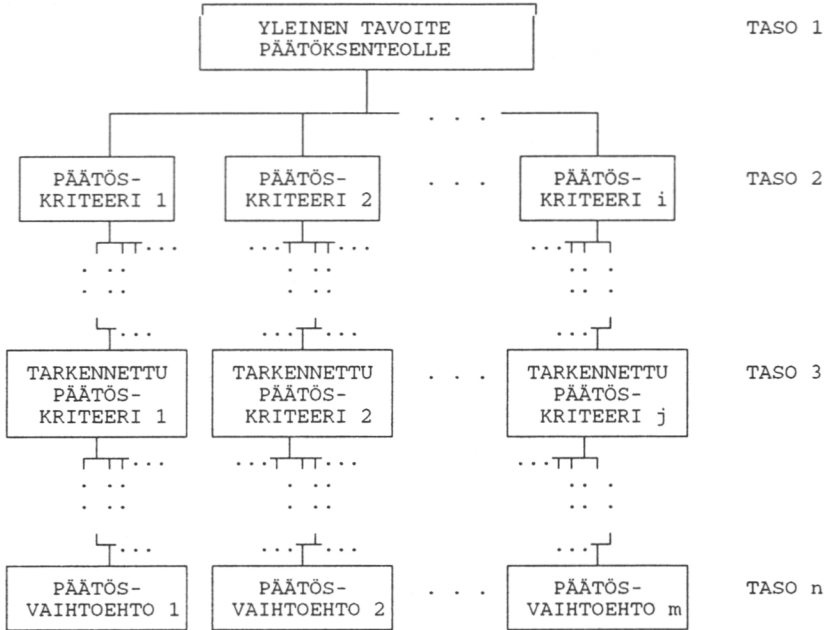 YLEINEN TAVOITE TASO 1
PÄÄTÖKSENTEOLLE
. . .
PÄÄTÖS- PÄÄTÖS- . . . PÄÄTÖS- TASO 2
KRITEERI 1 KRITEERI 2 KRITEERI i
... ... ... ...
. . . . . . . . .
. . . . . . . . .
... ... ... ...
TARKENNETTU TARKENNETTU . . . TARKENNETTU TASO 3
PÄÄTÖS- PÄÄTÖS- PÄÄTÖS-
KRITEERI 1 KRITEERI 2 KRITEERI j
... ... ... ...
. . . . . . . . .
. . . . . . . . .
... ... ... ...
PÄÄTÖS- PÄÄTÖS- . . . PÄÄTÖS- TASO n
VAIHTOEHTO 1 VAIHTOEHTO 2 VAIHTOEHTO m